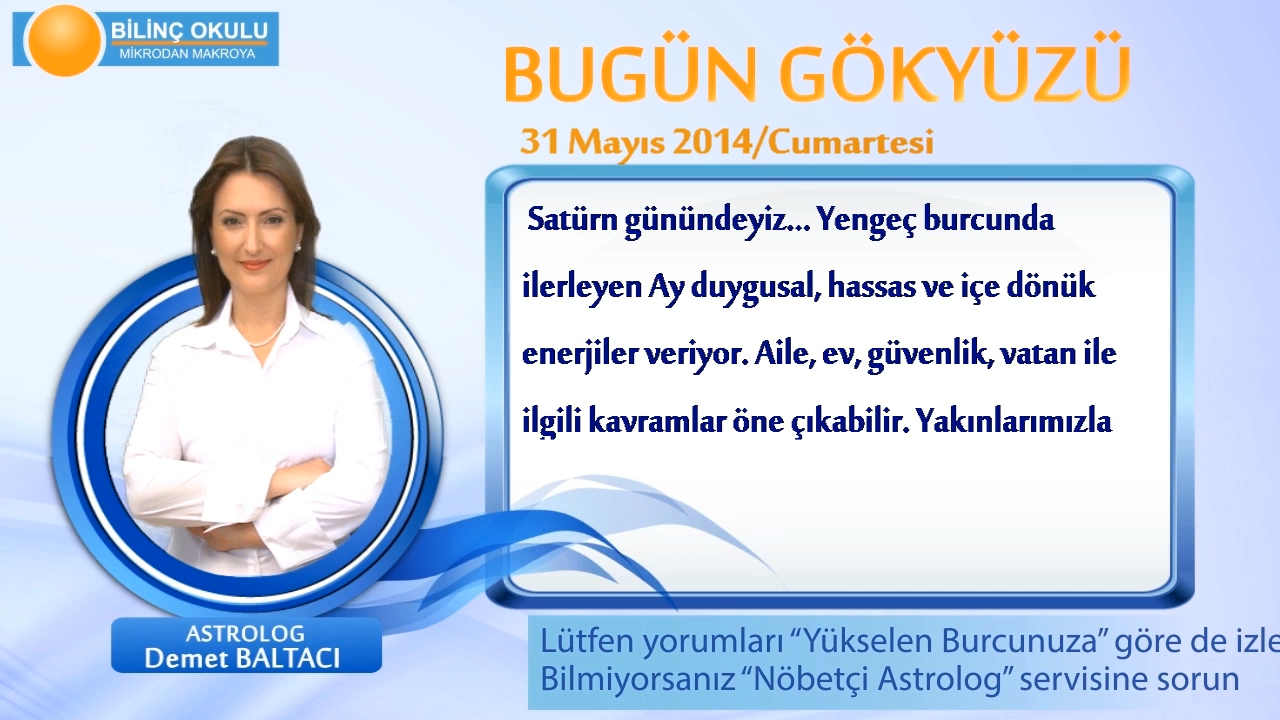 BİLİNÇ OKULU
MİKRODAN MAKROYA
BUGÜN GÖKYÜZÜ
31 Mayıs 2014/Cumartesi
Satürn günündeyiz... Yengeç burcunda
ilerleyen Ay duygusal, hassas ve içe dönük
enerjiler veriyor. Aile, ev, güvenlik, vatan ile
ilgili kavramlar öne çıkabilir. Yakınlarımızla
ASTROLOG
Demet BALTACI
Lütfen yorumları “Yükselen Burcunuza” göre de izle
Bilmiyorsanız “Nöbetçi Astrolog” servisine sorun